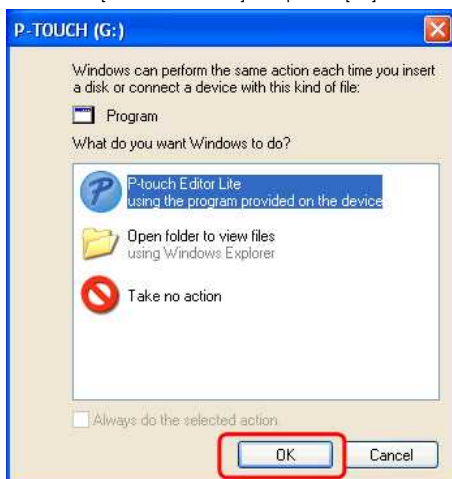 P-TOUCH (G:)
Windows can perform the same action each time you insert
a disk or connect a device with this kind of file:
Program
What do you want Windows to do?
P-touch Editor Lite
using the program provided on the device
Open folder to view files
using Windows Explorer
Take no action
Always do the selected action.
OK Cancel